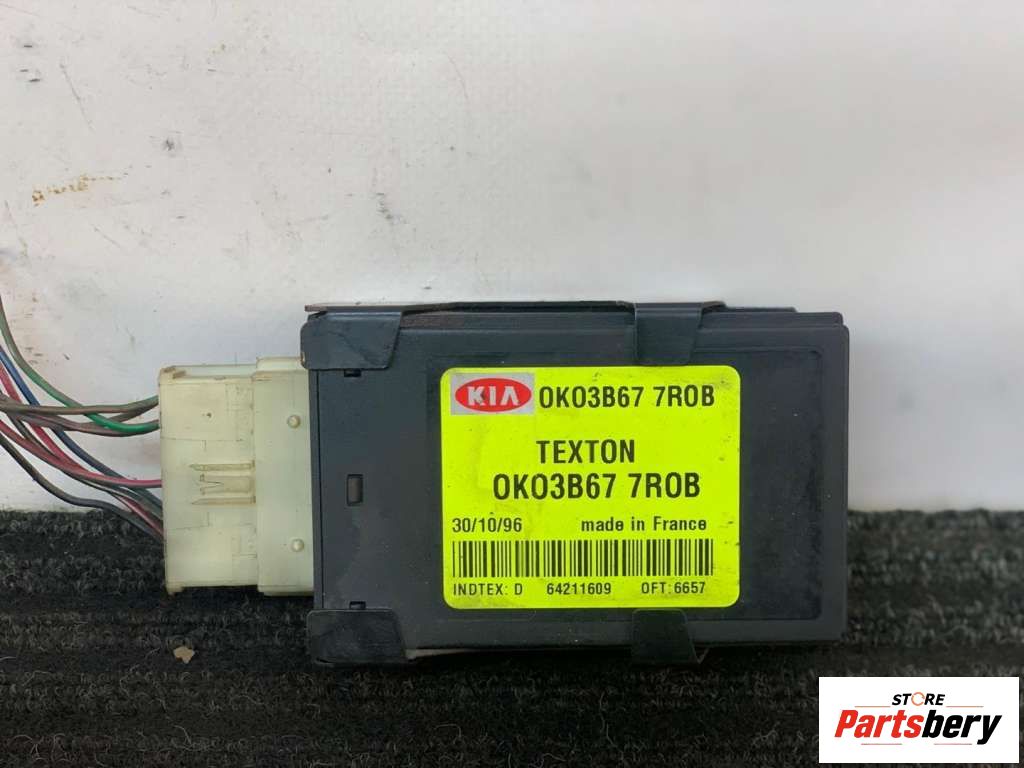 KIA 0K03B67 7R0B
TEXTON
0K03B67 7R0B
30/10/96 made in France
INDTEX: D 64211609 OFT:6657
STORE
Partsbery